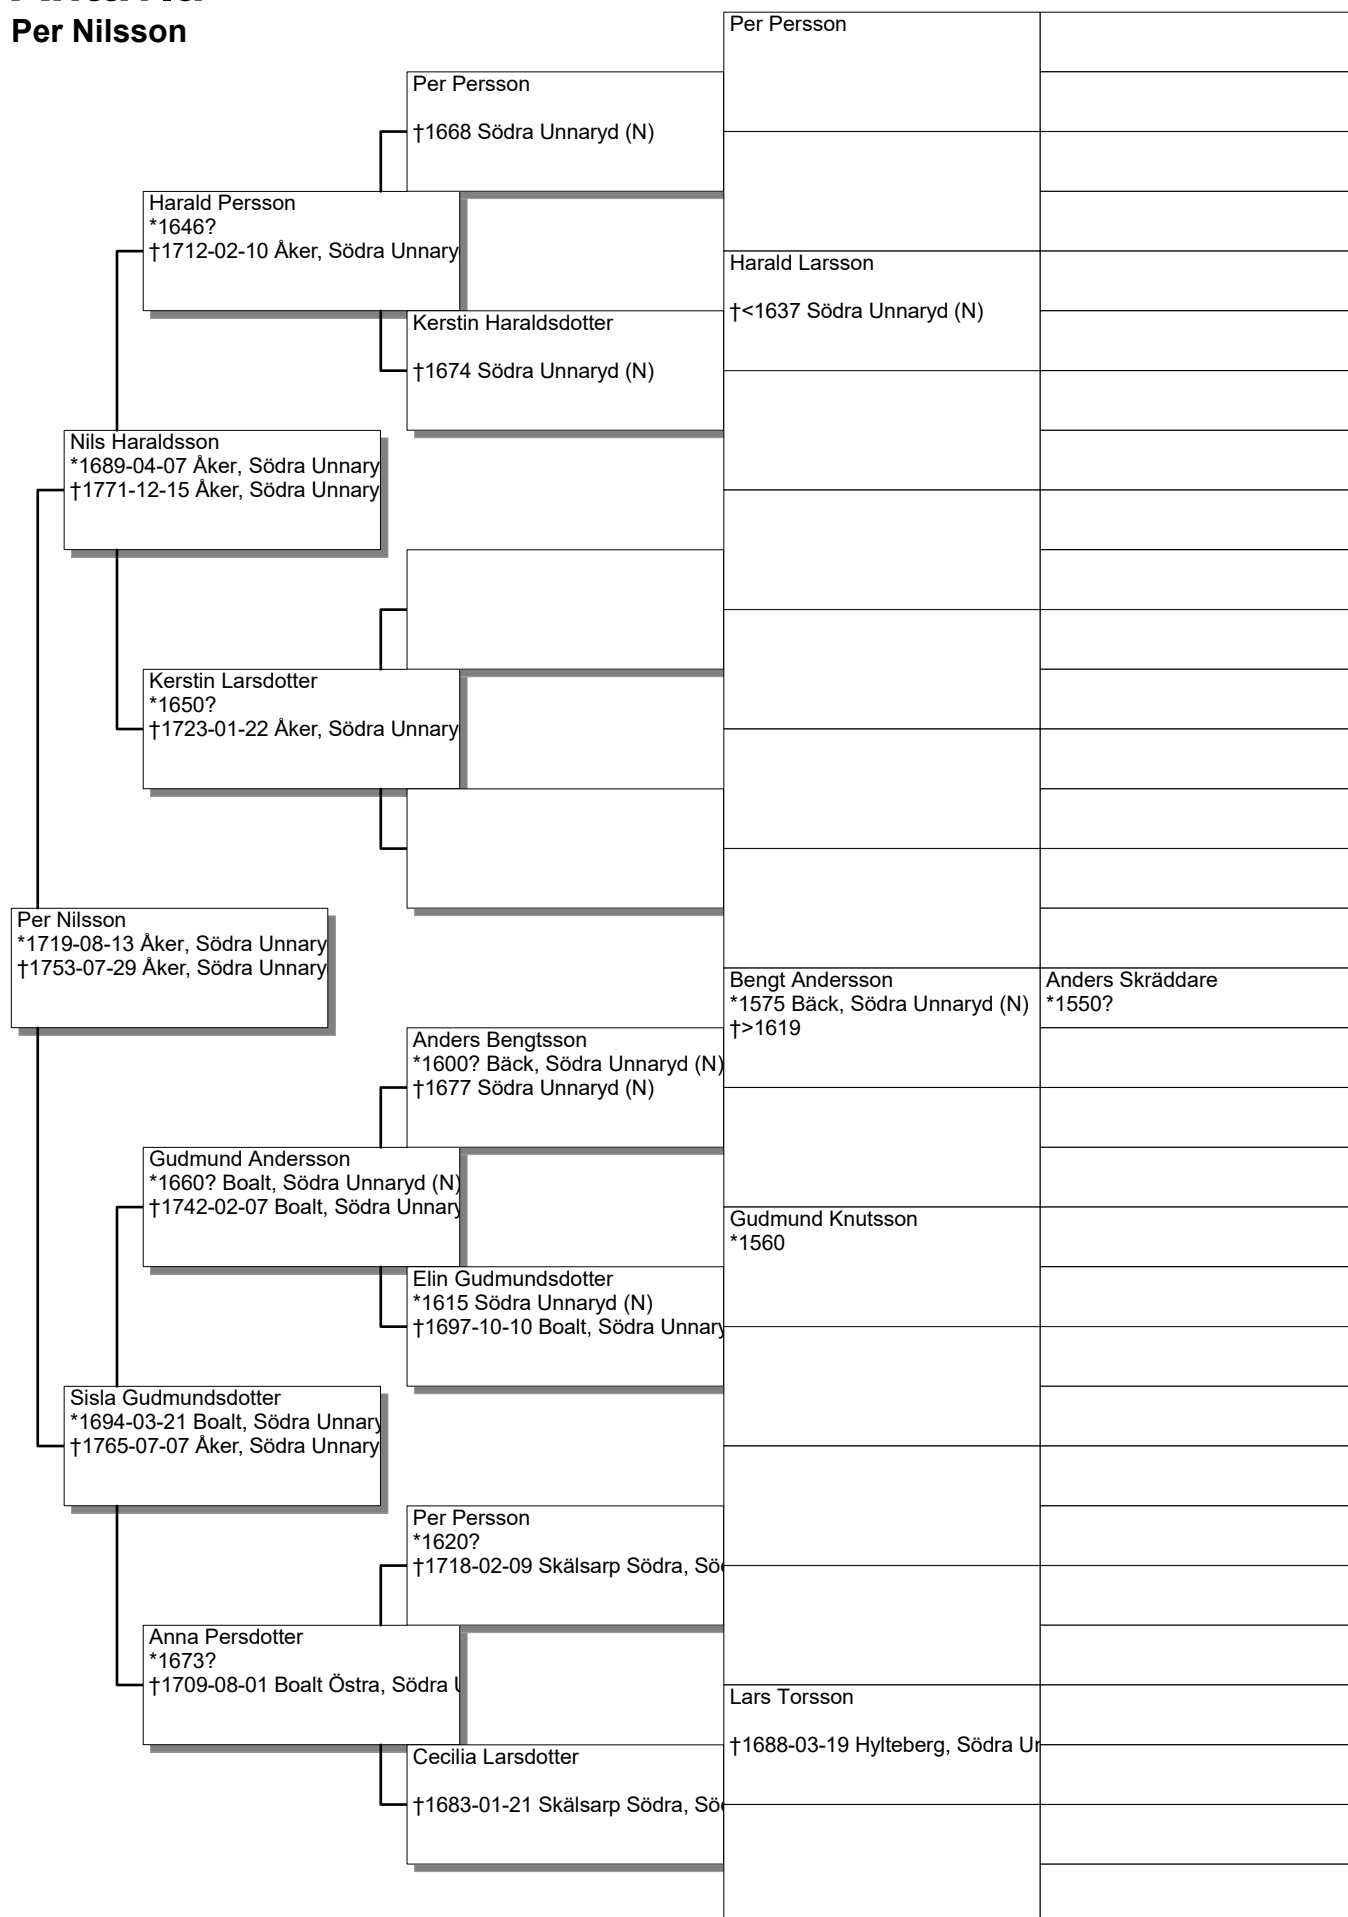 Per Nilsson
Per Persson
Per Persson
†1668 Södra Unnaryd (N)
Harald Persson
*1646?
†1712-02-10 Åker, Södra Unnary
Harald Larsson
†<1637 Södra Unnaryd (N)
Kerstin Haraldsdotter
†1674 Södra Unnaryd (N)
Nils Haraldsson
*1689-04-07 Åker, Södra Unnary
†1771-12-15 Åker, Södra Unnary
Kerstin Larsdotter
*1650?
†1723-01-22 Åker, Södra Unnary
Per Nilsson
*1719-08-13 Åker, Södra Unnary
†1753-07-29 Åker, Södra Unnary
Bengt Andersson
*1575 Bäck, Södra Unnaryd (N)
†>1619
Anders Skräddare
*1550?
Anders Bengtsson
*1600? Bäck, Södra Unnaryd (N)
†1677 Södra Unnaryd (N)
Gudmund Andersson
*1660? Boalt, Södra Unnaryd (N)
†1742-02-07 Boalt, Södra Unnary
Gudmund Knutsson
*1560
Elin Gudmundsdotter
*1615 Södra Unnaryd (N)
†1697-10-10 Boalt, Södra Unnary
Sisla Gudmundsdotter
*1694-03-21 Boalt, Södra Unnary
†1765-07-07 Åker, Södra Unnary
Per Persson
*1620?
†1718-02-09 Skälsarp Södra, Sö
Anna Persdotter
*1673?
†1709-08-01 Boalt Östra, Södra
Lars Torsson
†1688-03-19 Hylteberg, Södra U
Cecilia Larsdotter
†1683-01-21 Skälsarp Södra, Sö